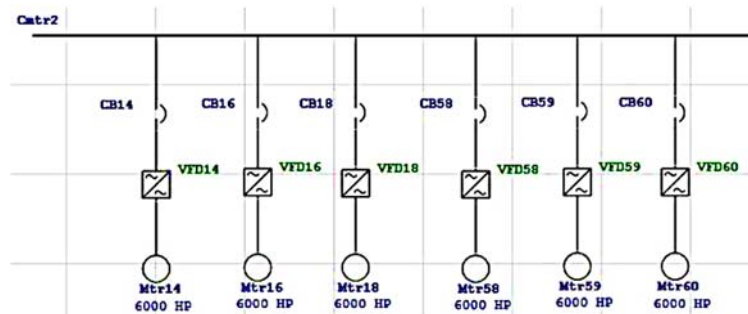 Cmtr2
CB14 CB16 CB18 CB58 CB59 CB60
VFD14 VFD16 VFD18 VFD58 VFD59 VFD60
Mtr14 Mtr16 Mtr18 Mtr58 Mtr59 Mtr60
6000 HP 6000 HP 6000 HP 6000 HP 6000 HP 6000 HP